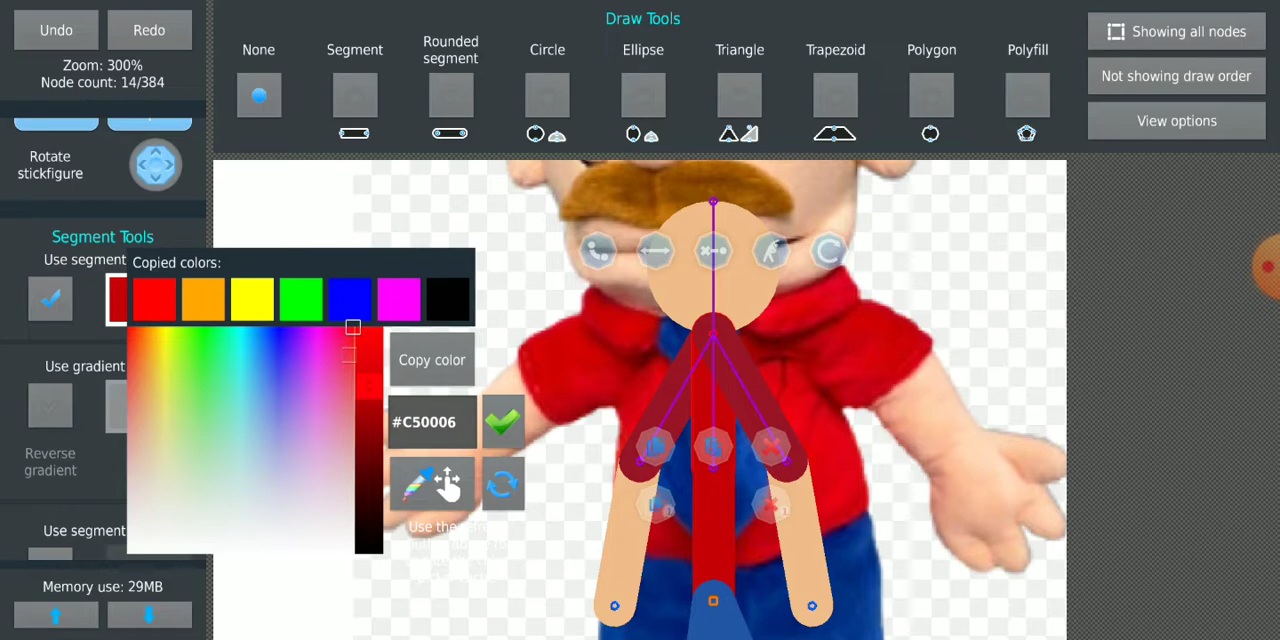 Undo
Redo
Zoom: 300%
Node count: 14/384
Rotate
stickfigure
Segment Tools
Use segment
Use gradient
Reverse
gradient
Use segment
Memory use: 29MB
Draw Tools
None
Segment
Rounded
segment
Circle
Ellipse
Triangle
Trapezoid
Polygon
Polyfill
Showing all nodes
Not showing draw order
View options
Copied colors:
Copy color
#C50006
Use the